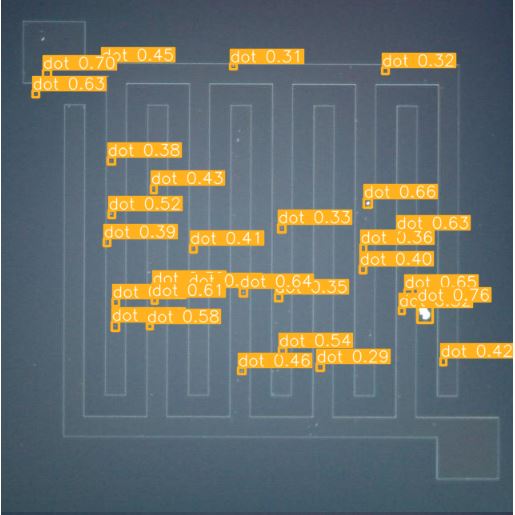 dot 0.45
dot 0.31
dot 0.70
dot 0.32
dot 0.63
dot 0.38
dot 0.43
dot 0.66
dot 0.52
dot 0.33
dot 0.63
dot 0.39
dot 0.41
dot 0.36
dot 0.40
dot
dot 0.64
dot 0.65
dot 0.61
dot 0.35
dot 0.76
dot
dot 0.58
dot 0.54
dot 0.42
dot 0.46
dot 0.29